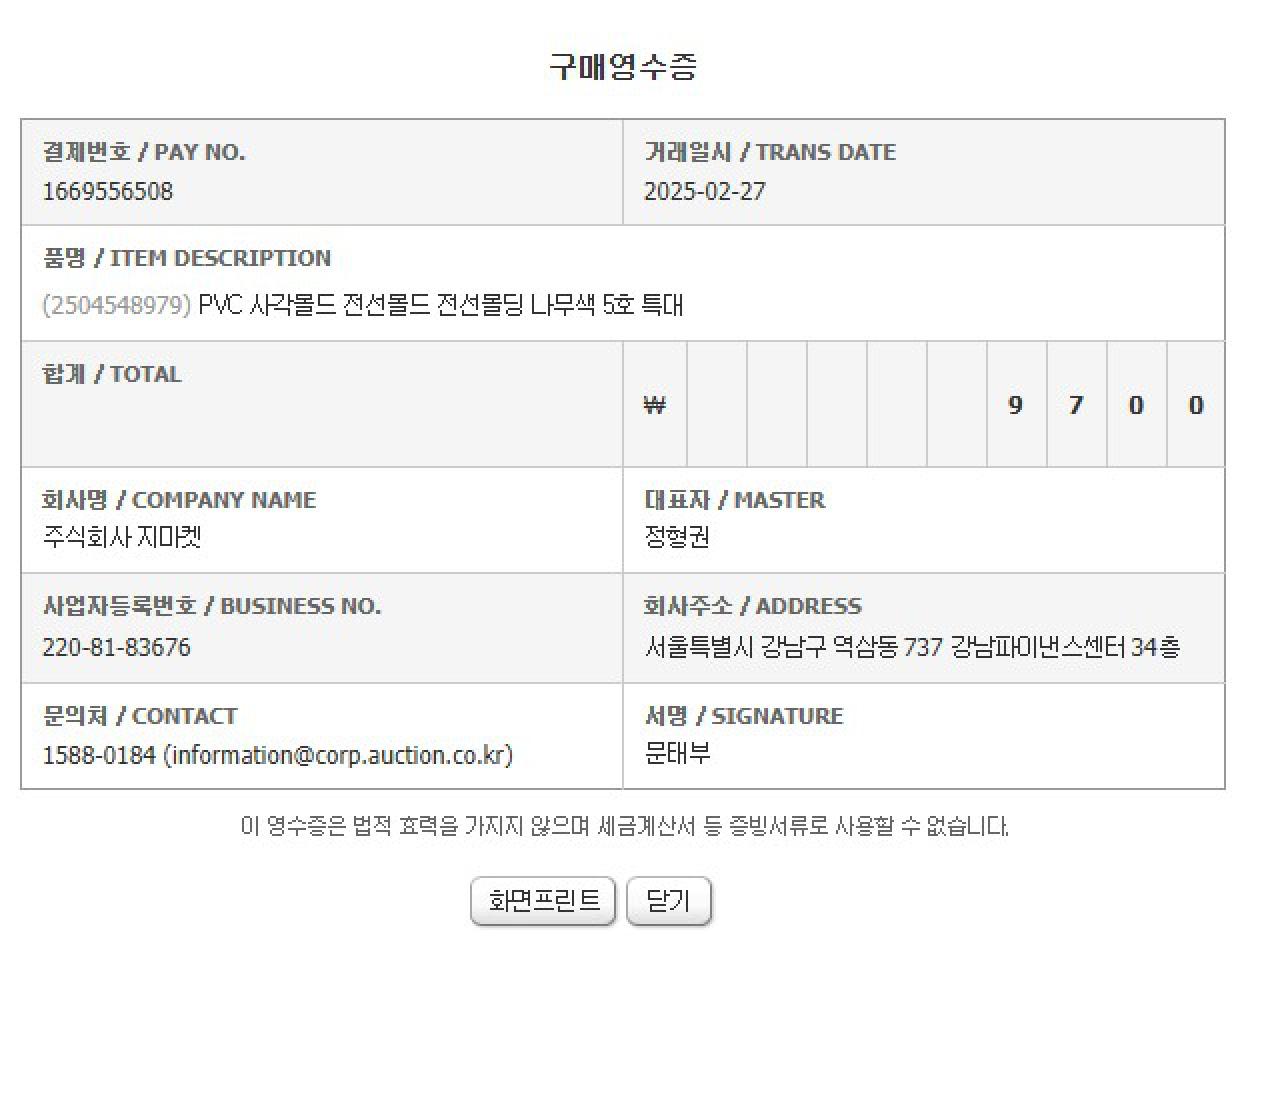 구매영수증
결제번호 / PAY NO.
1669556508
거래일시 / TRANS DATE
2025-02-27
품명 / ITEM DESCRIPTION
(2504548979) PVC 사각몰드 전선몰드 전선몰딩 나무색 5호 특대
합계 / TOTAL
₩ 9 7 0 0
회사명 / COMPANY NAME
주식회사 지마켓
대표자 / MASTER
정형권
사업자등록번호 / BUSINESS NO.
220-81-83676
회사주소 / ADDRESS
서울특별시 강남구 역삼동 737 강남파이낸스센터 34층
문의처 / CONTACT
1588-0184 (information@corp.auction.co.kr)
서명 / SIGNATURE
문태부
이 영수증은 법적 효력을 가지지 않으며 세금계산서 등 증빙서류로 사용할 수 없습니다.
화면프린트 닫기